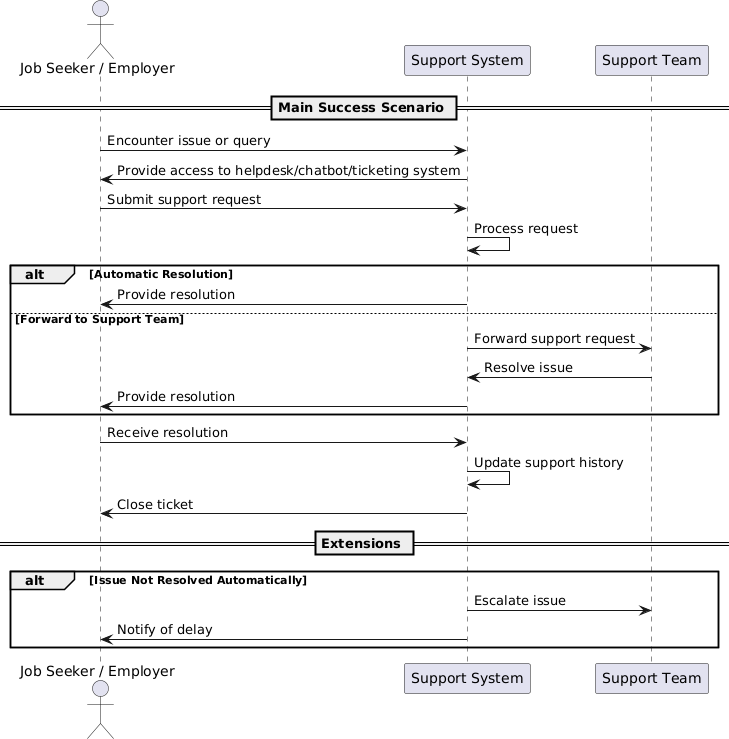 Job Seeker / Employer
Support System
Support Team
Main Success Scenario
Encounter issue or query
Provide access to helpdesk/chatbot/ticketing system
Submit support request
Process request
alt [Automatic Resolution]
Provide resolution
[Forward to Support Team]
Forward support request
Resolve issue
Provide resolution
Receive resolution
Update support history
Close ticket
Extensions
alt [Issue Not Resolved Automatically]
Escalate issue
Notify of delay
Job Seeker / Employer
Support System
Support Team